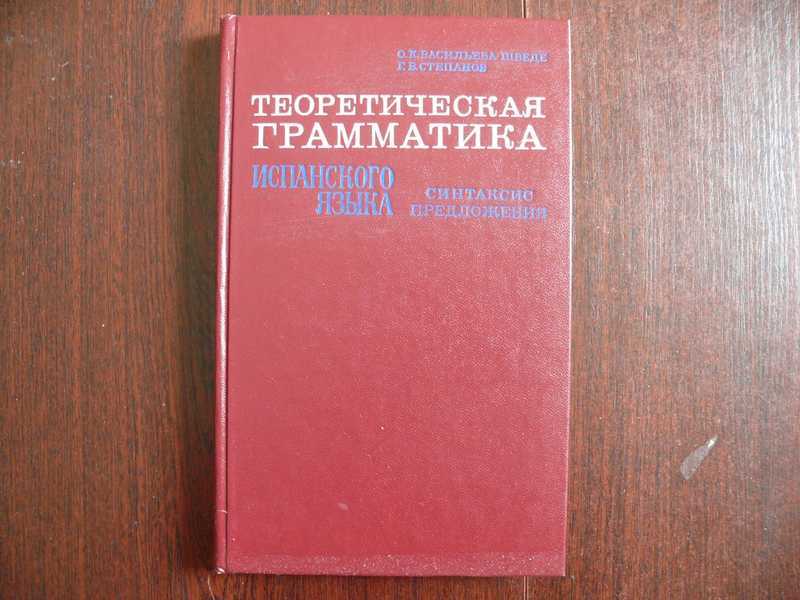 О.К.ВАСИЛЬЕВА-ШВЕДЕ
Г.В.СТЕПАНОВ
ТЕОРЕТИЧЕСКАЯ
ГРАММАТИКА
ИСПАНСКОГО
ЯЗЫКА
СИНТАКСИС
ПРЕДЛОЖЕНИЯ